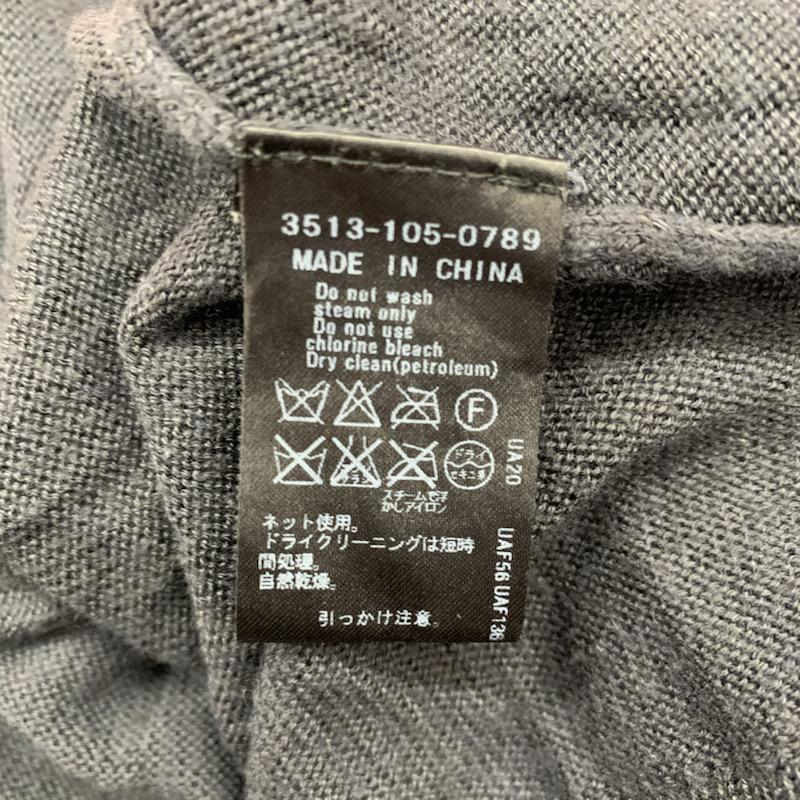 3513-105-0789
MADE IN CHINA
Do not wash
steam only
Do not use
chlorine bleach
Dry clean(petroleum)
F
ドライ
セキユ系
スチームで浮
かしアイロン
ネット使用。
ドライクリーニングは短時
間処理。
自然乾燥。
引っかけ注意。
UA20
UAF56 UAF136